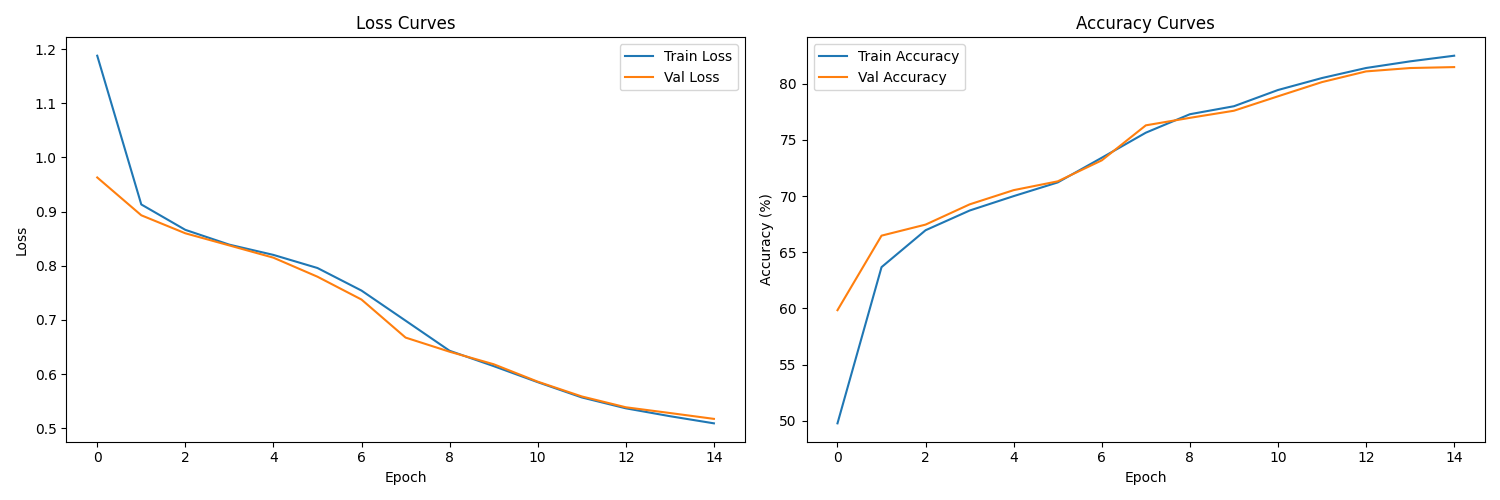 Loss Curves
1.2
1.1
1.0
0.9
0.8
0.7
0.6
0.5
Loss
Train Loss
Val Loss
0 2 4 6 8 10 12 14
Epoch
Accuracy Curves
80
75
70
65
60
55
50
Accuracy (%)
Train Accuracy
Val Accuracy
0 2 4 6 8 10 12 14
Epoch